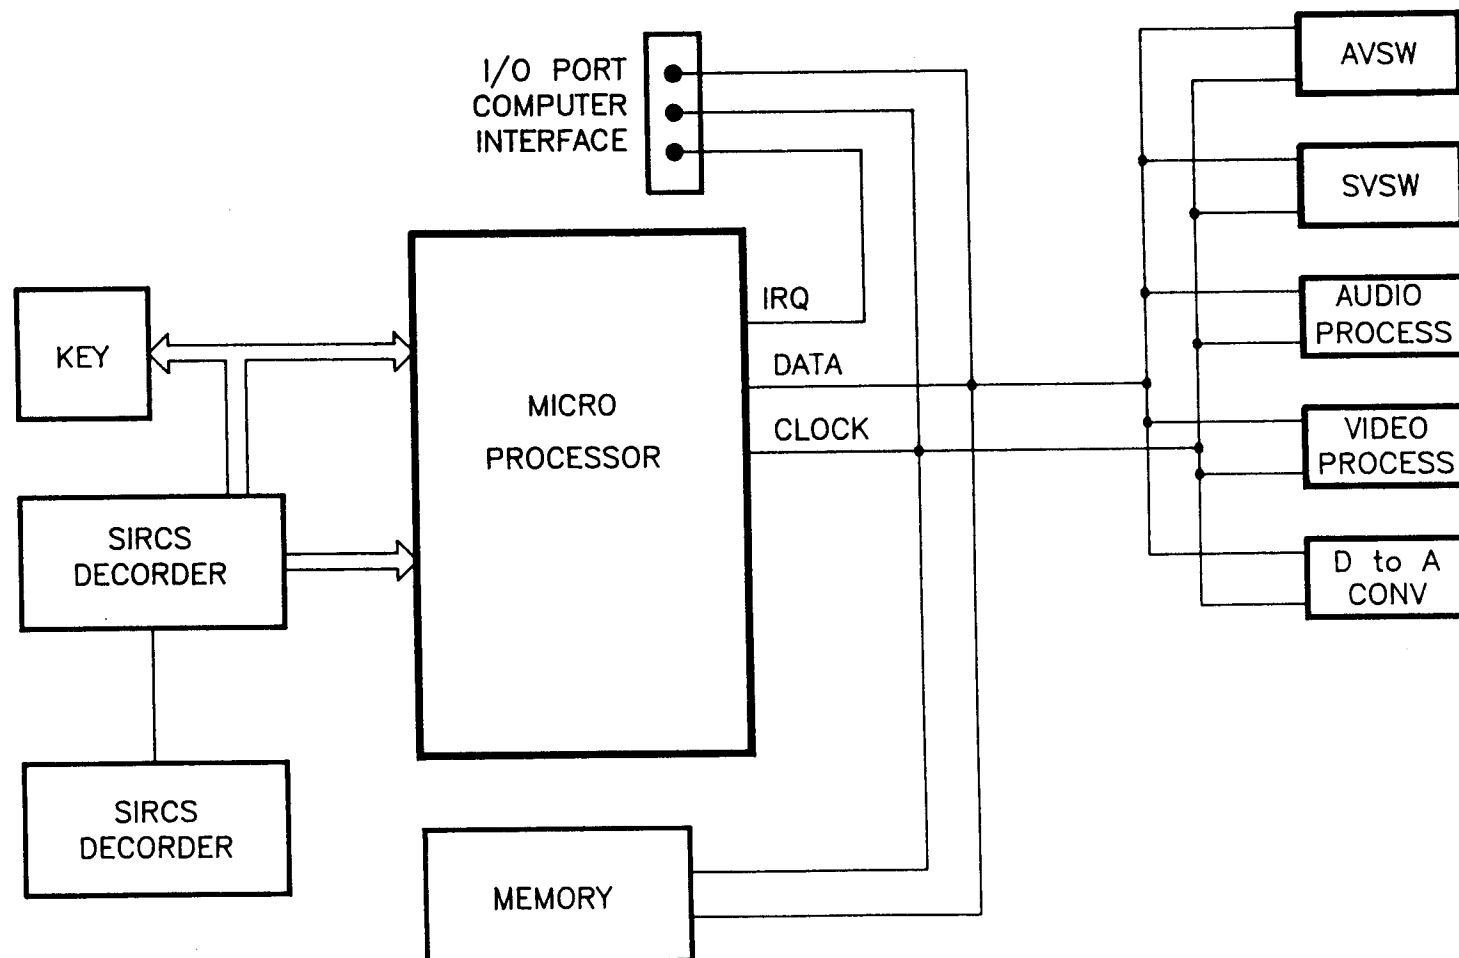 I/O PORT
COMPUTER
INTERFACE
AVSW
SVSW
AUDIO
PROCESS
VIDEO
PROCESS
D to A
CONV
IRQ
DATA
CLOCK
MICRO
PROCESSOR
KEY
SIRCS
DECORDER
SIRCS
DECORDER
MEMORY